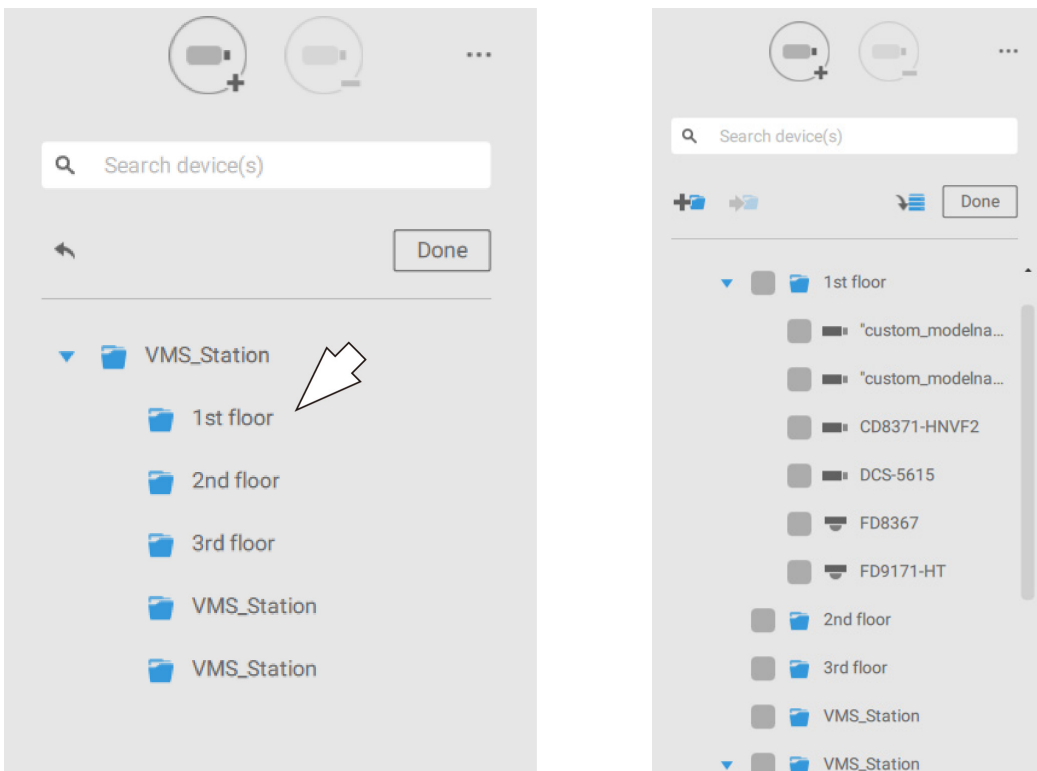 Search device(s)
Done
VMS_Station
1st floor
2nd floor
3rd floor
VMS_Station
VMS_Station
Search device(s)
Done
1st floor
"custom_modelna...
"custom_modelna...
CD8371-HNVF2
DCS-5615
FD8367
FD9171-HT
2nd floor
3rd floor
VMS_Station
VMS_Station